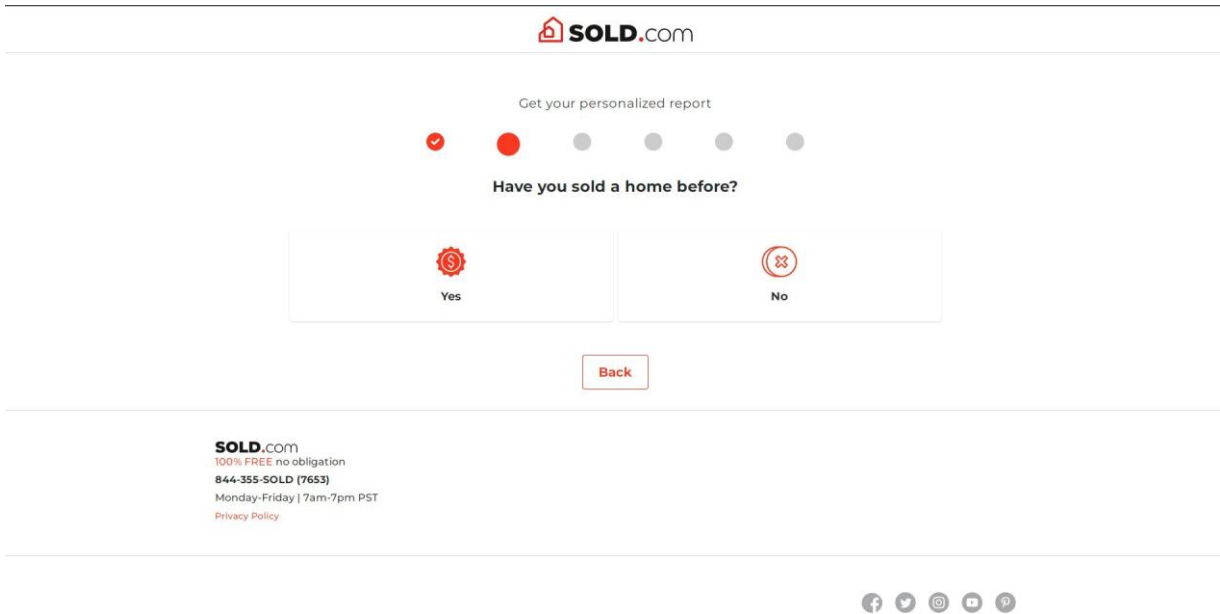 SOLD.com
Get your personalized report
Have you sold a home before?
Yes
No
Back
SOLD.com
100% FREE no obligation
844-355-SOLD (7653)
Monday-Friday | 7am-7pm PST
Privacy Policy